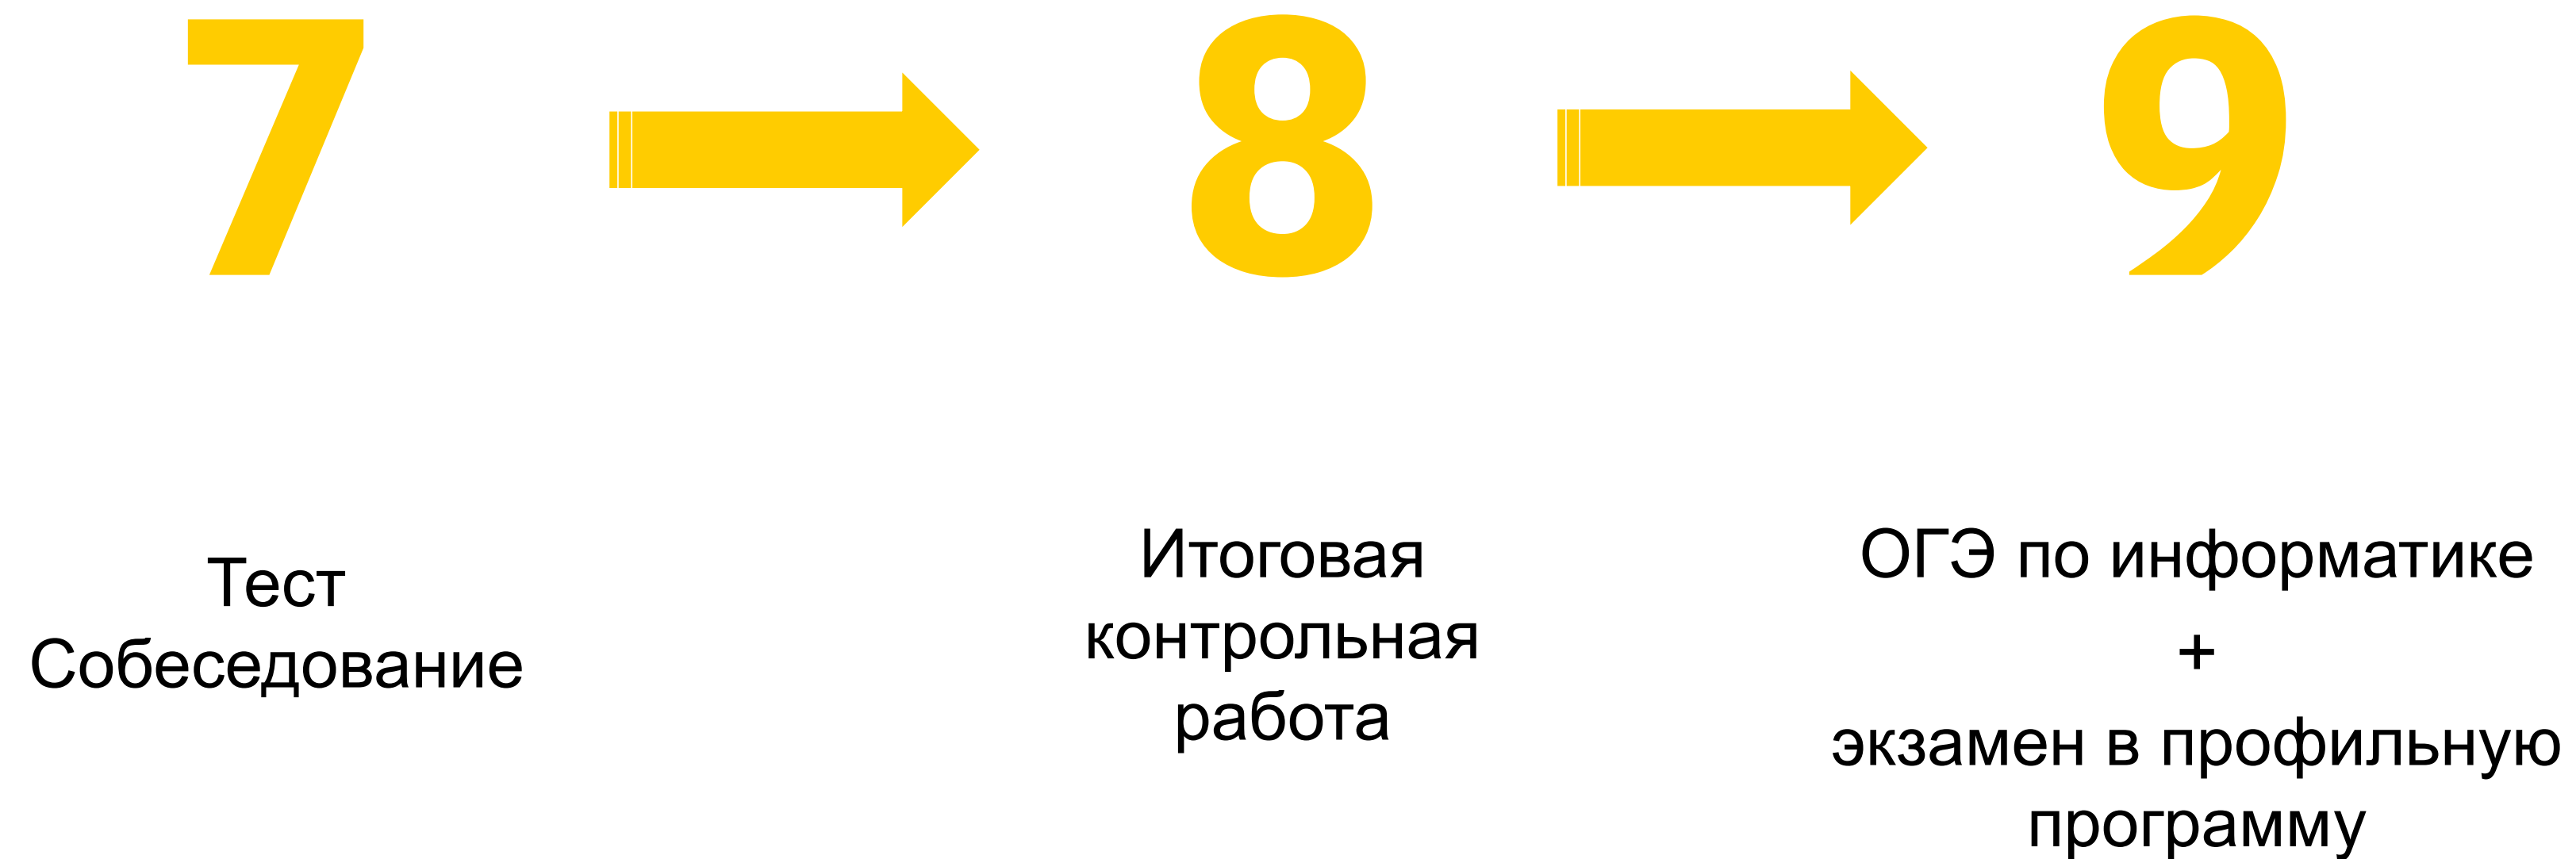 7
8
9
Тест
Собеседование
Итоговая
контрольная
работа
ОГЭ по информатике
+
экзамен в профильную
программу